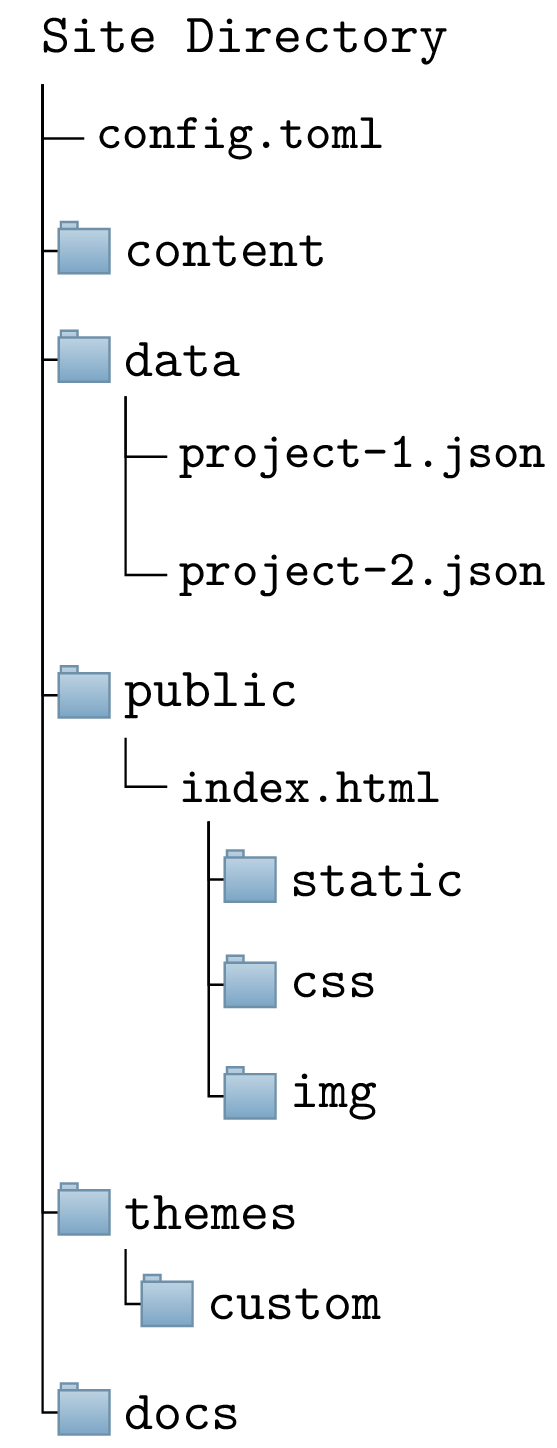 Site Directory
config.toml
content
data
project-1.json
project-2.json
public
index.html
static
css
img
themes
custom
docs